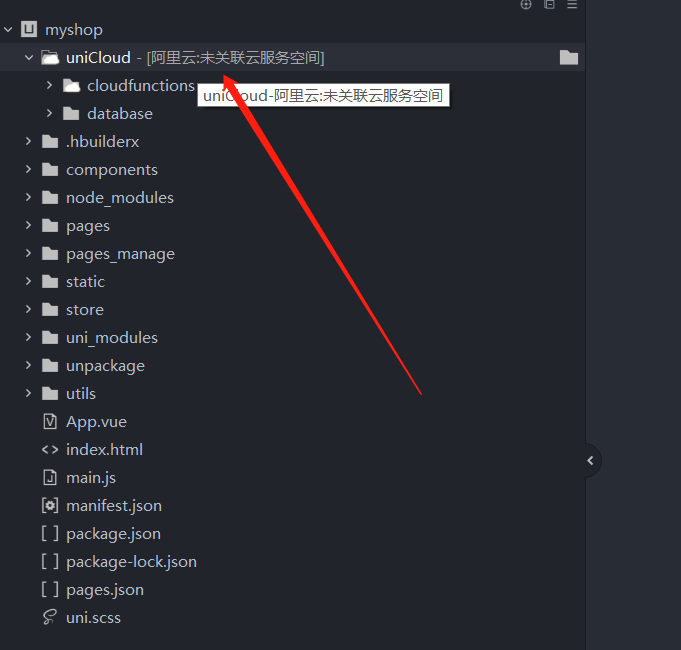 myshop
uniCloud - [阿里云:未关联云服务空间]
cloudfunctions
uniCloud-阿里云:未关联云服务空间
database
.hbuilderx
components
node_modules
pages
pages_manage
static
store
uni_modules
unpackage
utils
App.vue
index.html
main.js
manifest.json
package.json
package-lock.json
pages.json
uni.scss